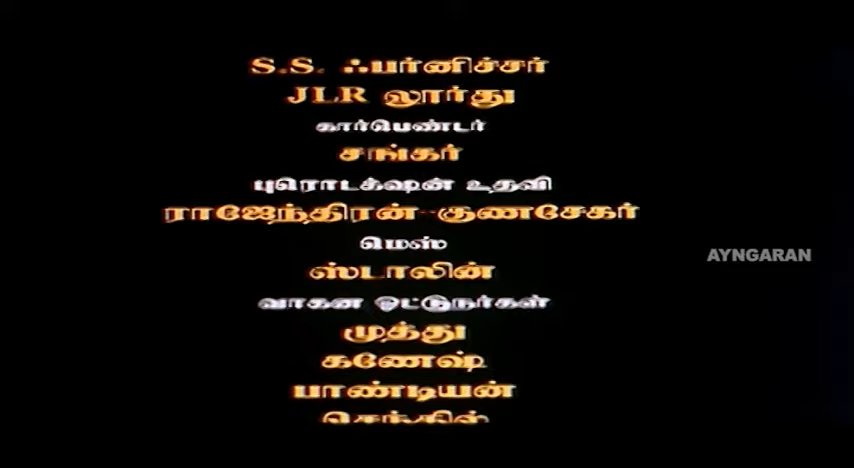 S.S. ஃபர்னிச்சர்
JLR லூர்து
கார்பெண்டர்
சங்கர்
புரொடக்ஷன் உதவி
ராஜேந்திரன் - குணசேகர்
மெஸ்
ஸ்டாலின்
வாகன ஓட்டுநர்கள்
முத்து
கணேஷ்
பாண்டியன்
AYNGARAN